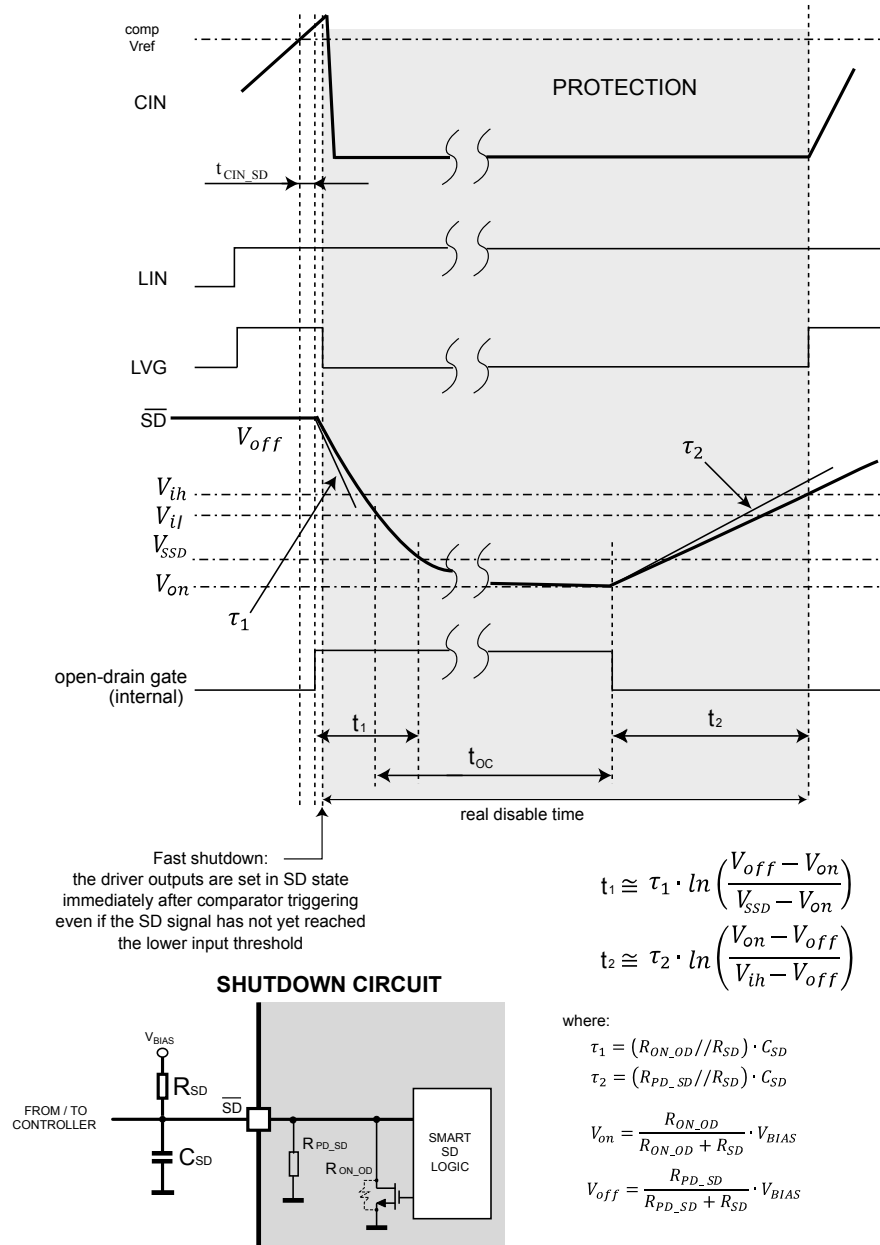 comp
Vref
CIN
PROTECTION
t CIN_SD
LIN
LVG
SD
Voff
τ2
Vih
Vil
VSSD
Von
τ1
open-drain gate
(internal)
t1
t2
tOC
real disable time
Fast shutdown:
the driver outputs are set in SD state
immediately after comparator triggering
even if the SD signal has not yet reached
the lower input threshold
t1 ≅ τ1 · ln((Voff − Von)/(VSSD − Von))
t2 ≅ τ2 · ln((Von − Voff)/(Vih − Voff))
SHUTDOWN CIRCUIT
VBIAS
RSD
FROM / TO
CONTROLLER
SD
CSD
RPD_SD
RON_OD
SMART
SD
LOGIC
where:
τ1 = (RON_OD//RSD) · CSD
τ2 = (RPD_SD//RSD) · CSD
Von = RON_OD/(RON_OD + RSD) · VBIAS
Voff = RPD_SD/(RPD_SD + RSD) · VBIAS